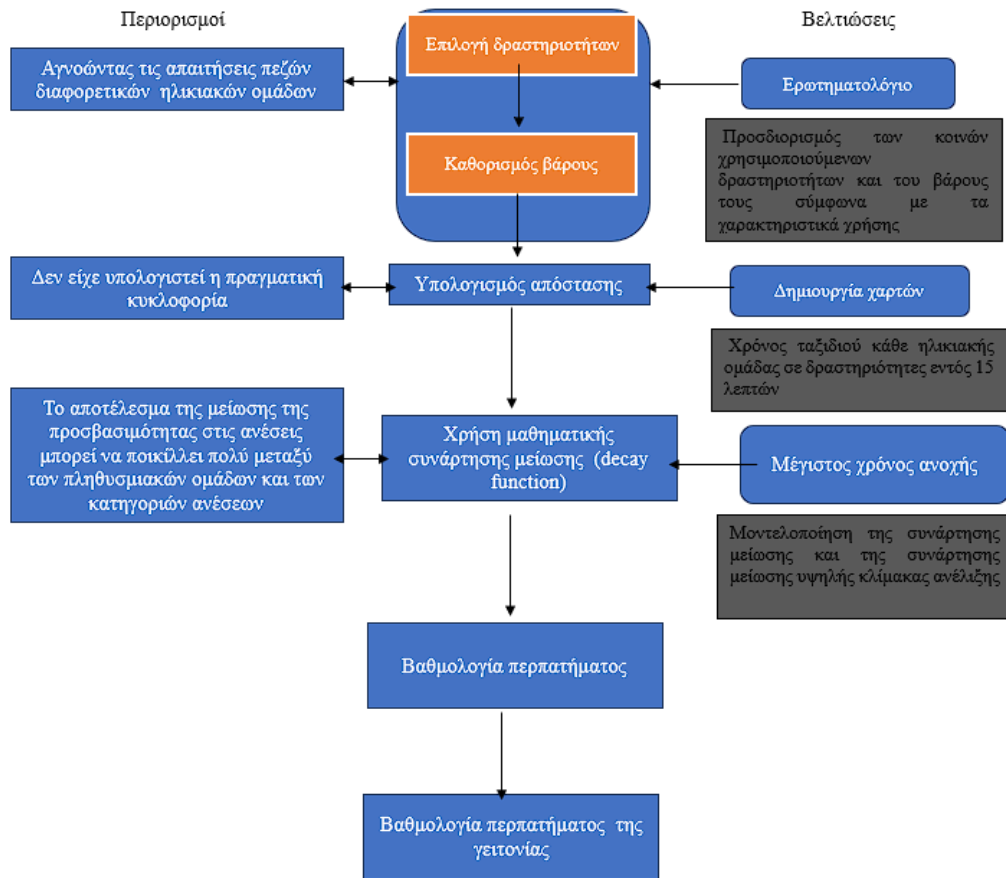 Περιορισμοί
Βελτιώσεις
Επιλογή δραστηριοτήτων
Αγνοώντας τις απαιτήσεις πεζών
διαφορετικών ηλικιακών ομάδων
Ερωτηματολόγιο
Καθορισμός βάρους
Προσδιορισμός των κοινών
χρησιμοποιούμενων
δραστηριοτήτων και του βάρους
τους σύμφωνα με τα
χαρακτηριστικά χρήσης
Δεν είχε υπολογιστεί η πραγματική
κυκλοφορία
Υπολογισμός απόστασης
Δημιουργία χαρτών
Χρόνος ταξιδιού κάθε ηλικιακής
ομάδας σε δραστηριότητες εντός 15
λεπτών
Το αποτέλεσμα της μείωσης της
προσβασιμότητας στις ανέσεις
μπορεί να ποικίλλει πολύ μεταξύ
των πληθυσμιακών ομάδων και των
κατηγοριών ανέσεων
Χρήση μαθηματικής
συνάρτησης μείωσης (decay
function)
Μέγιστος χρόνος ανοχής
Μοντελοποίηση της συνάρτησης
μείωσης και της συνάρτησης
μείωσης υψηλής κλίμακας ανέλιξης
Βαθμολογία περπατήματος
Βαθμολογία περπατήματος της
γειτονίας